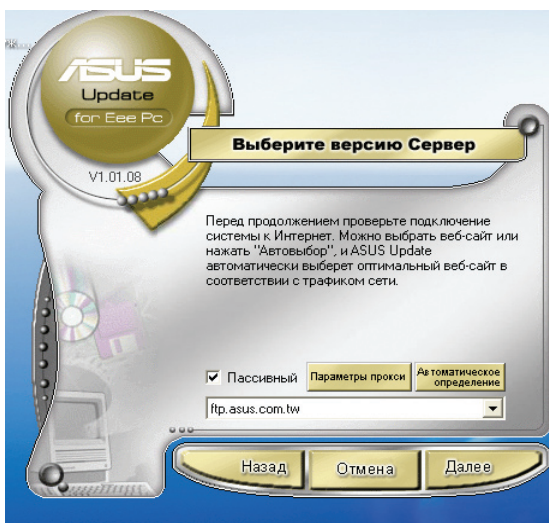 ASUS
Update
for Eee Pc
V1.01.08
Выберите версию Сервер
Перед продолжением проверьте подключение
системы к Интернет. Можно выбрать веб-сайт или
нажать "Автовыбор", и ASUS Update
автоматически выберет оптимальный веб-сайт в
соответствии с трафиком сети.
Пассивный
Параметры прокси
Автоматическое
определение
ftp.asus.com.tw
Назад
Отмена
Далее